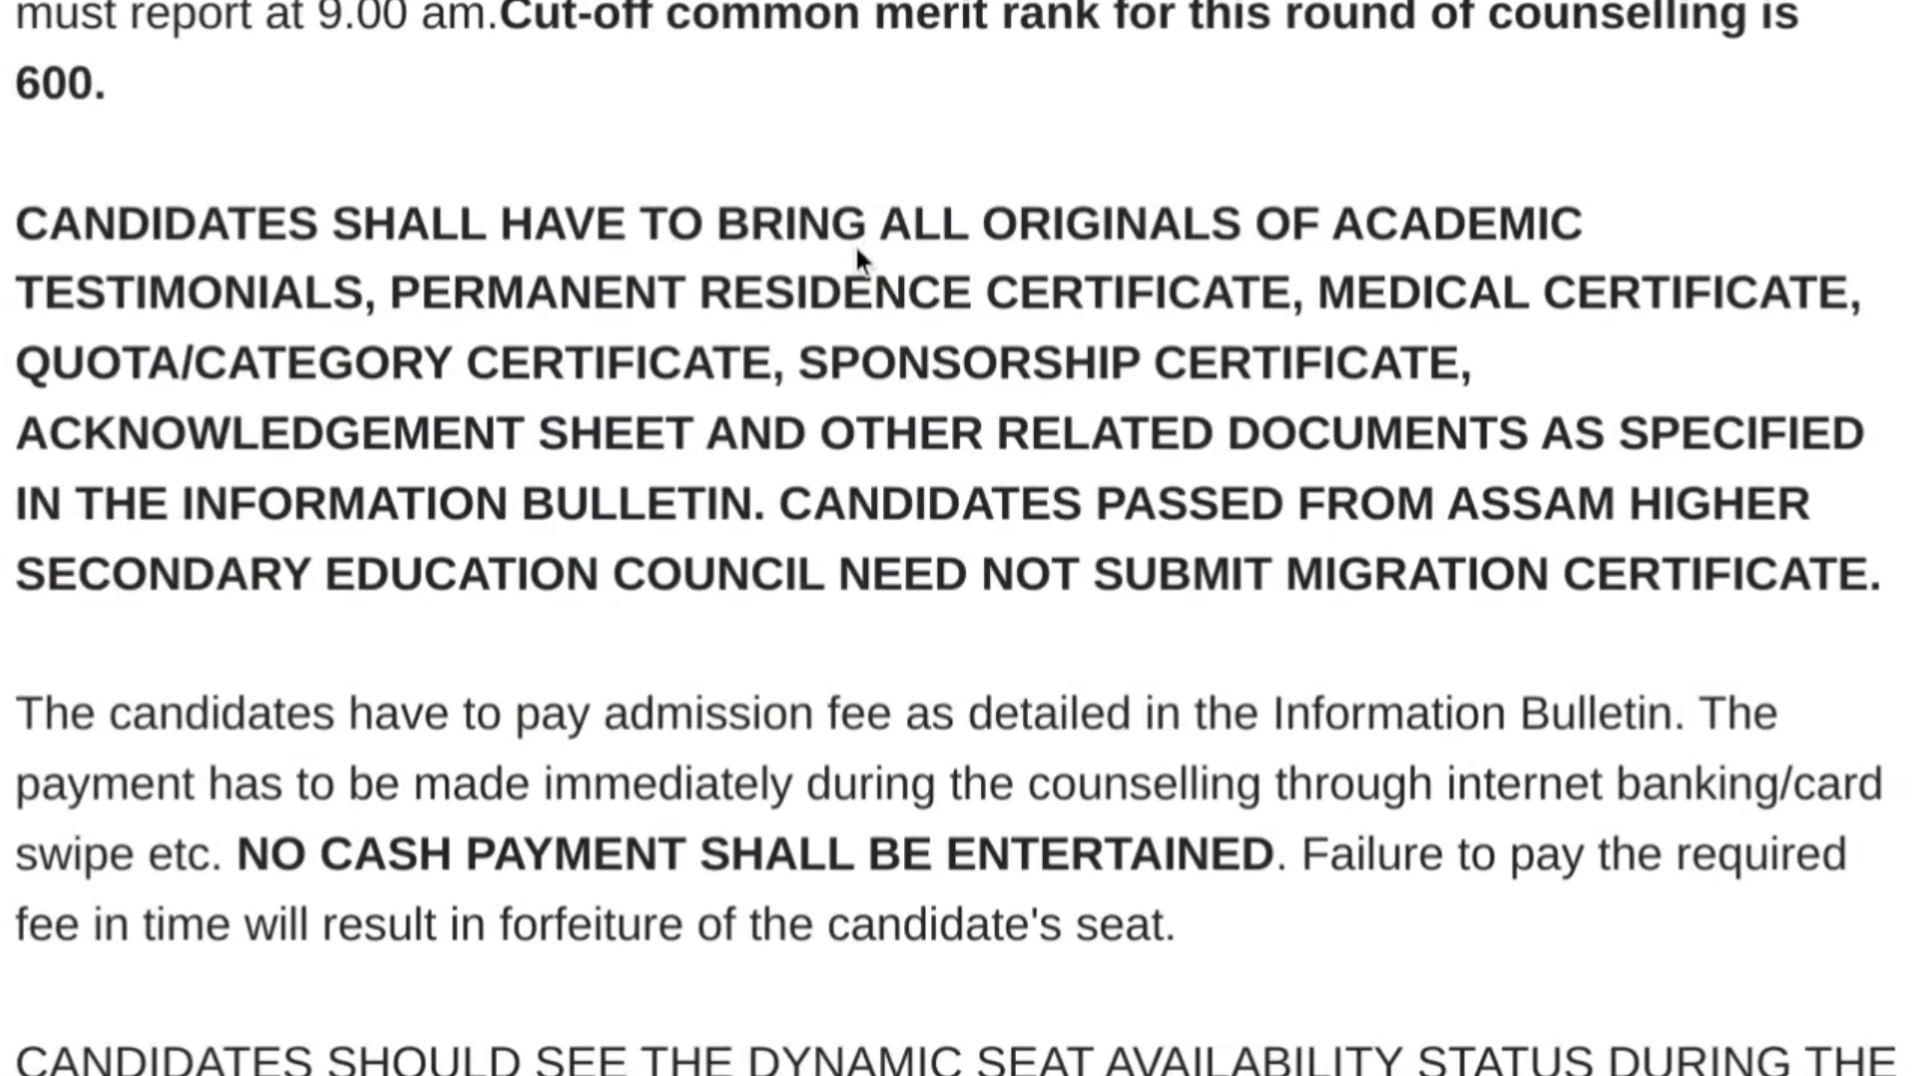 must report at 9.00 am.Cut-off common merit rank for this round of counselling is
600.
CANDIDATES SHALL HAVE TO BRING ALL ORIGINALS OF ACADEMIC
TESTIMONIALS, PERMANENT RESIDENCE CERTIFICATE, MEDICAL CERTIFICATE,
QUOTA/CATEGORY CERTIFICATE, SPONSORSHIP CERTIFICATE,
ACKNOWLEDGEMENT SHEET AND OTHER RELATED DOCUMENTS AS SPECIFIED
IN THE INFORMATION BULLETIN. CANDIDATES PASSED FROM ASSAM HIGHER
SECONDARY EDUCATION COUNCIL NEED NOT SUBMIT MIGRATION CERTIFICATE.
The candidates have to pay admission fee as detailed in the Information Bulletin. The
payment has to be made immediately during the counselling through internet banking/card
swipe etc. NO CASH PAYMENT SHALL BE ENTERTAINED. Failure to pay the required
fee in time will result in forfeiture of the candidate's seat.
CANDIDATES SHOULD SEE THE DYNAMIC SEAT AVAILABILITY STATUS DURING THE